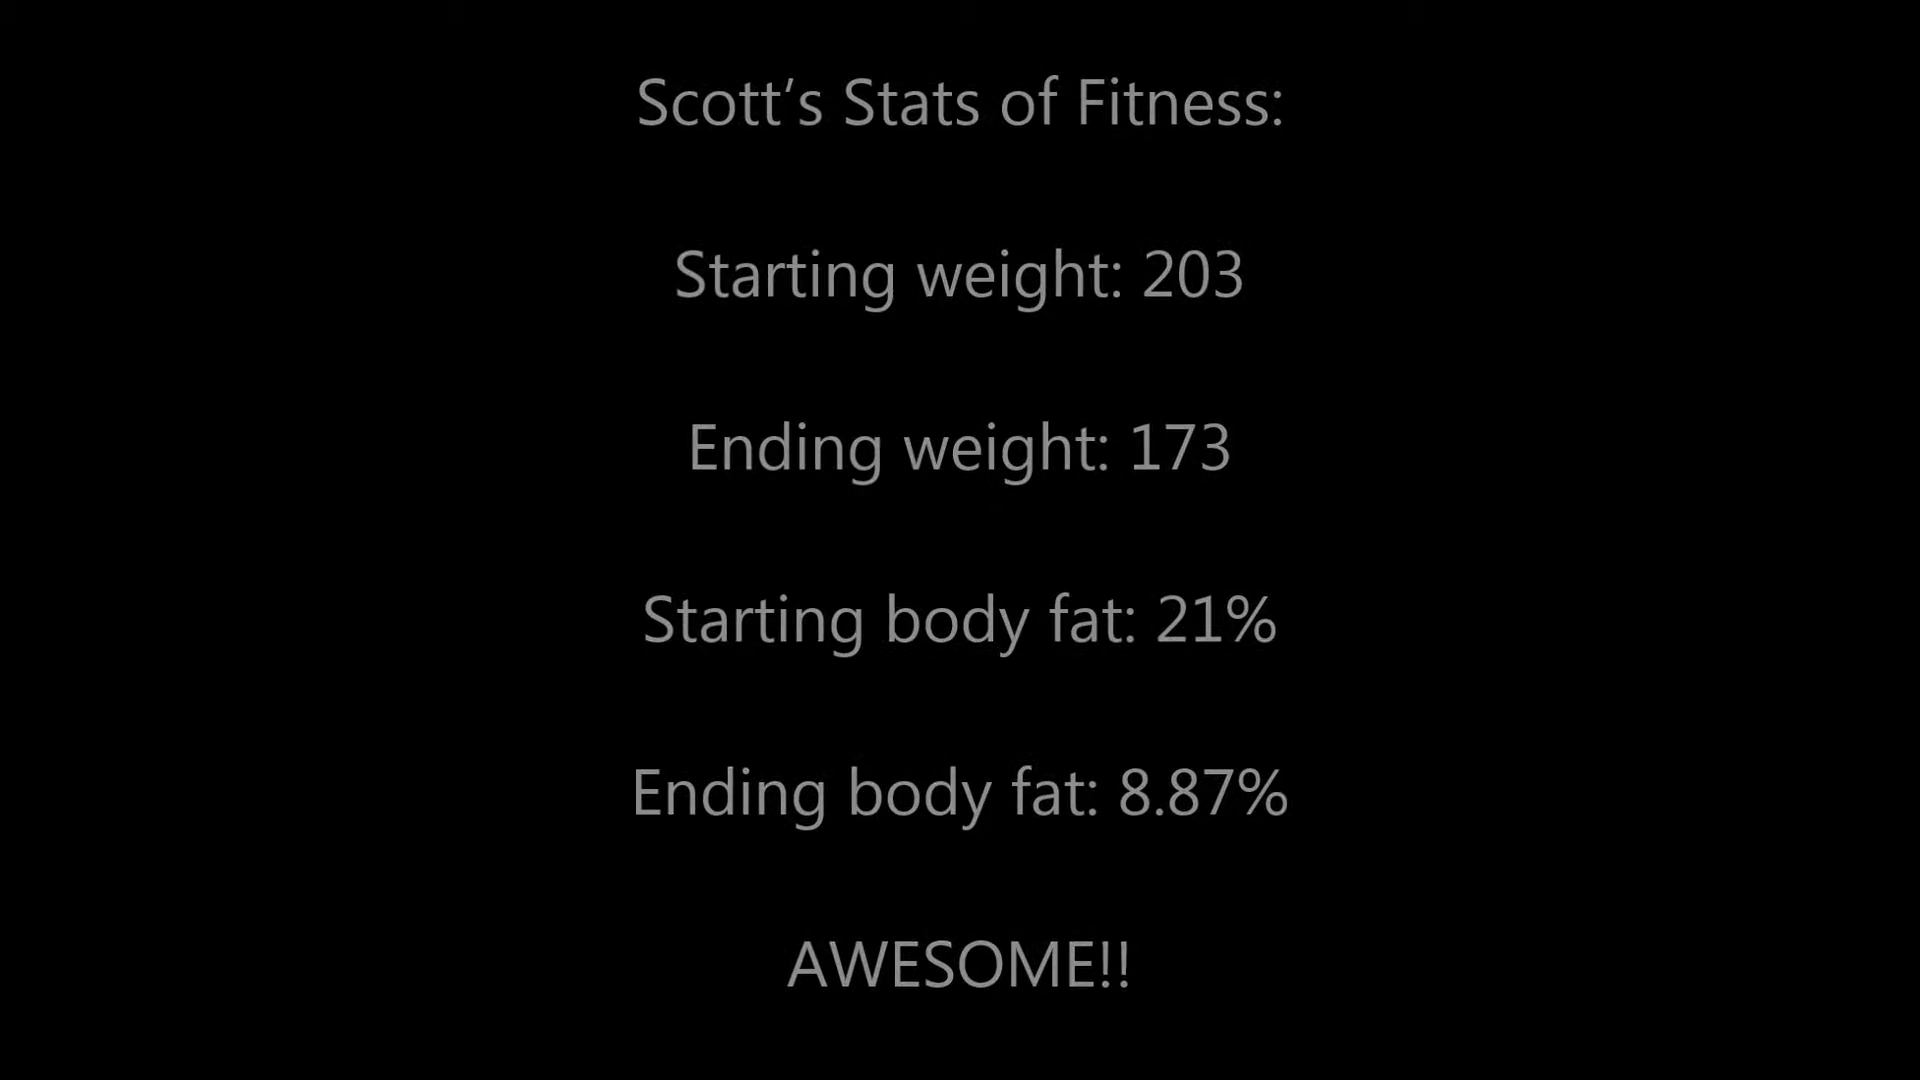 Scott‘s Stats of Fitness:
Starting weight: 203
Ending weight: 173
Starting body fat: 21%
Ending body fat: 8.87%
AWESOME!!